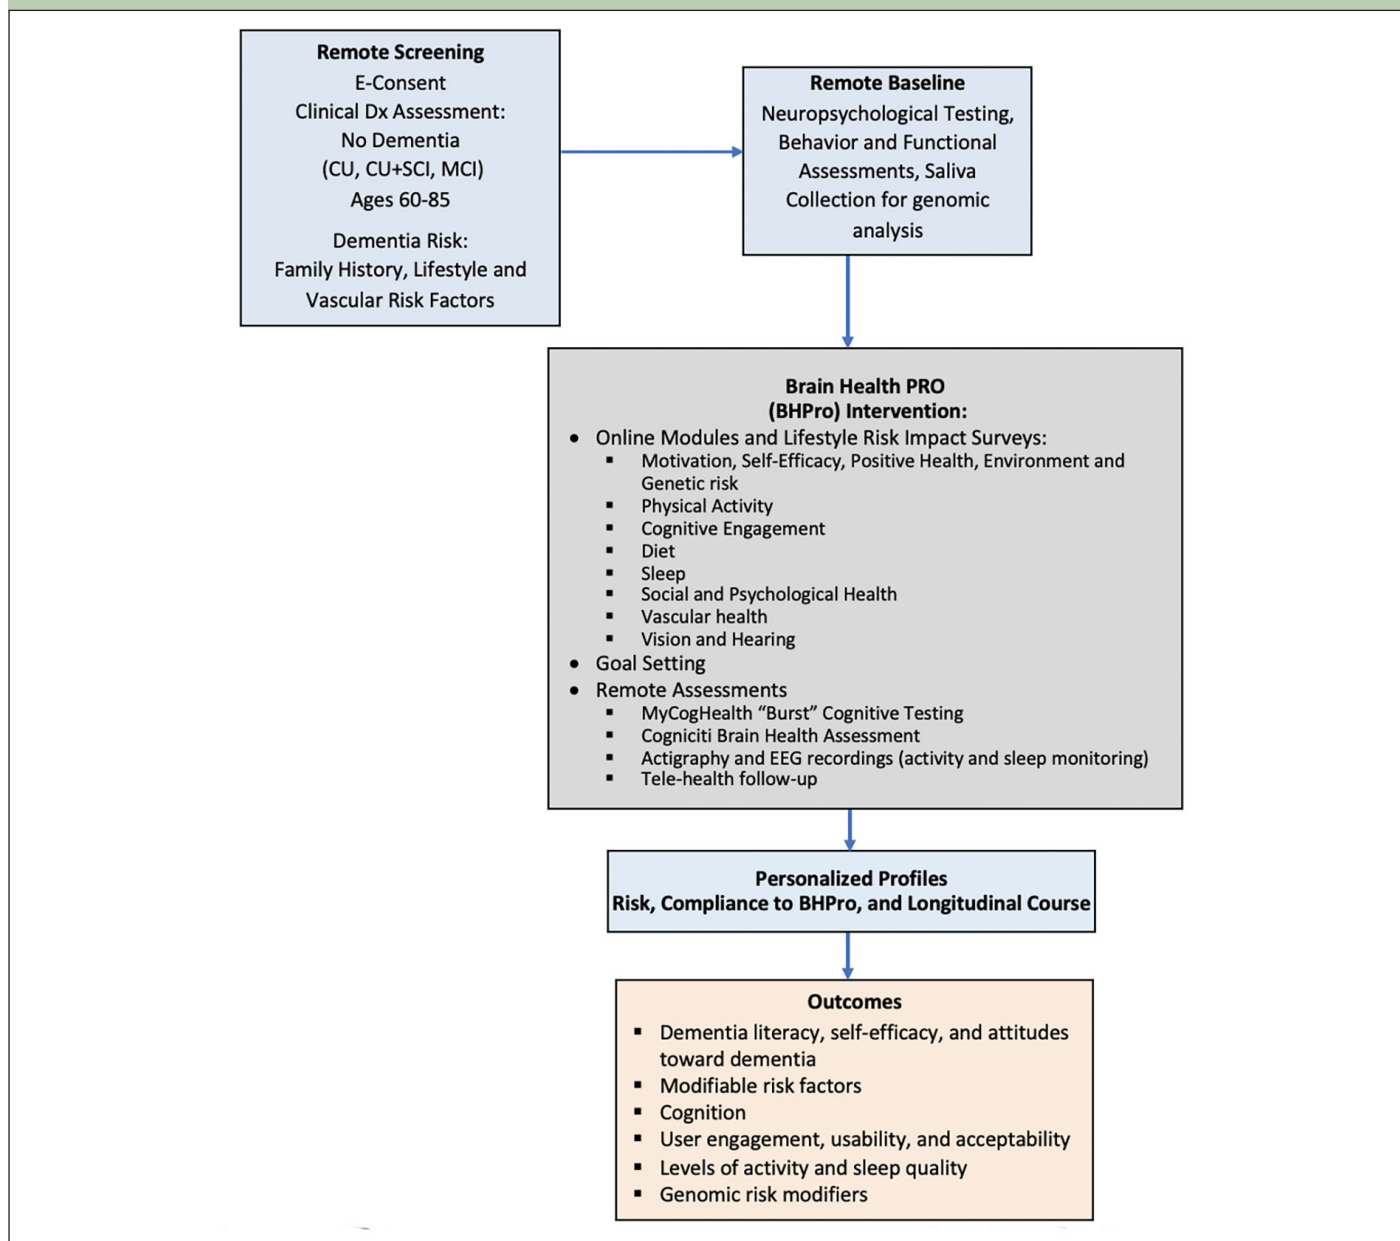 Remote Screening
E-Consent
Clinical Dx Assessment:
No Dementia
(CU, CU+SCI, MCI)
Ages 60-85
Dementia Risk:
Family History, Lifestyle and
Vascular Risk Factors
Remote Baseline
Neuropsychological Testing,
Behavior and Functional
Assessments, Saliva
Collection for genomic
analysis
Brain Health PRO
(BHPro) Intervention:
● Online Modules and Lifestyle Risk Impact Surveys:
▪ Motivation, Self-Efficacy, Positive Health, Environment and
Genetic risk
▪ Physical Activity
▪ Cognitive Engagement
▪ Diet
▪ Sleep
▪ Social and Psychological Health
▪ Vascular health
▪ Vision and Hearing
● Goal Setting
● Remote Assessments
▪ MyCogHealth “Burst” Cognitive Testing
▪ Cogniciti Brain Health Assessment
▪ Actigraphy and EEG recordings (activity and sleep monitoring)
▪ Tele-health follow-up
Personalized Profiles
Risk, Compliance to BHPro, and Longitudinal Course
Outcomes
▪ Dementia literacy, self-efficacy, and attitudes
toward dementia
▪ Modifiable risk factors
▪ Cognition
▪ User engagement, usability, and acceptability
▪ Levels of activity and sleep quality
▪ Genomic risk modifiers